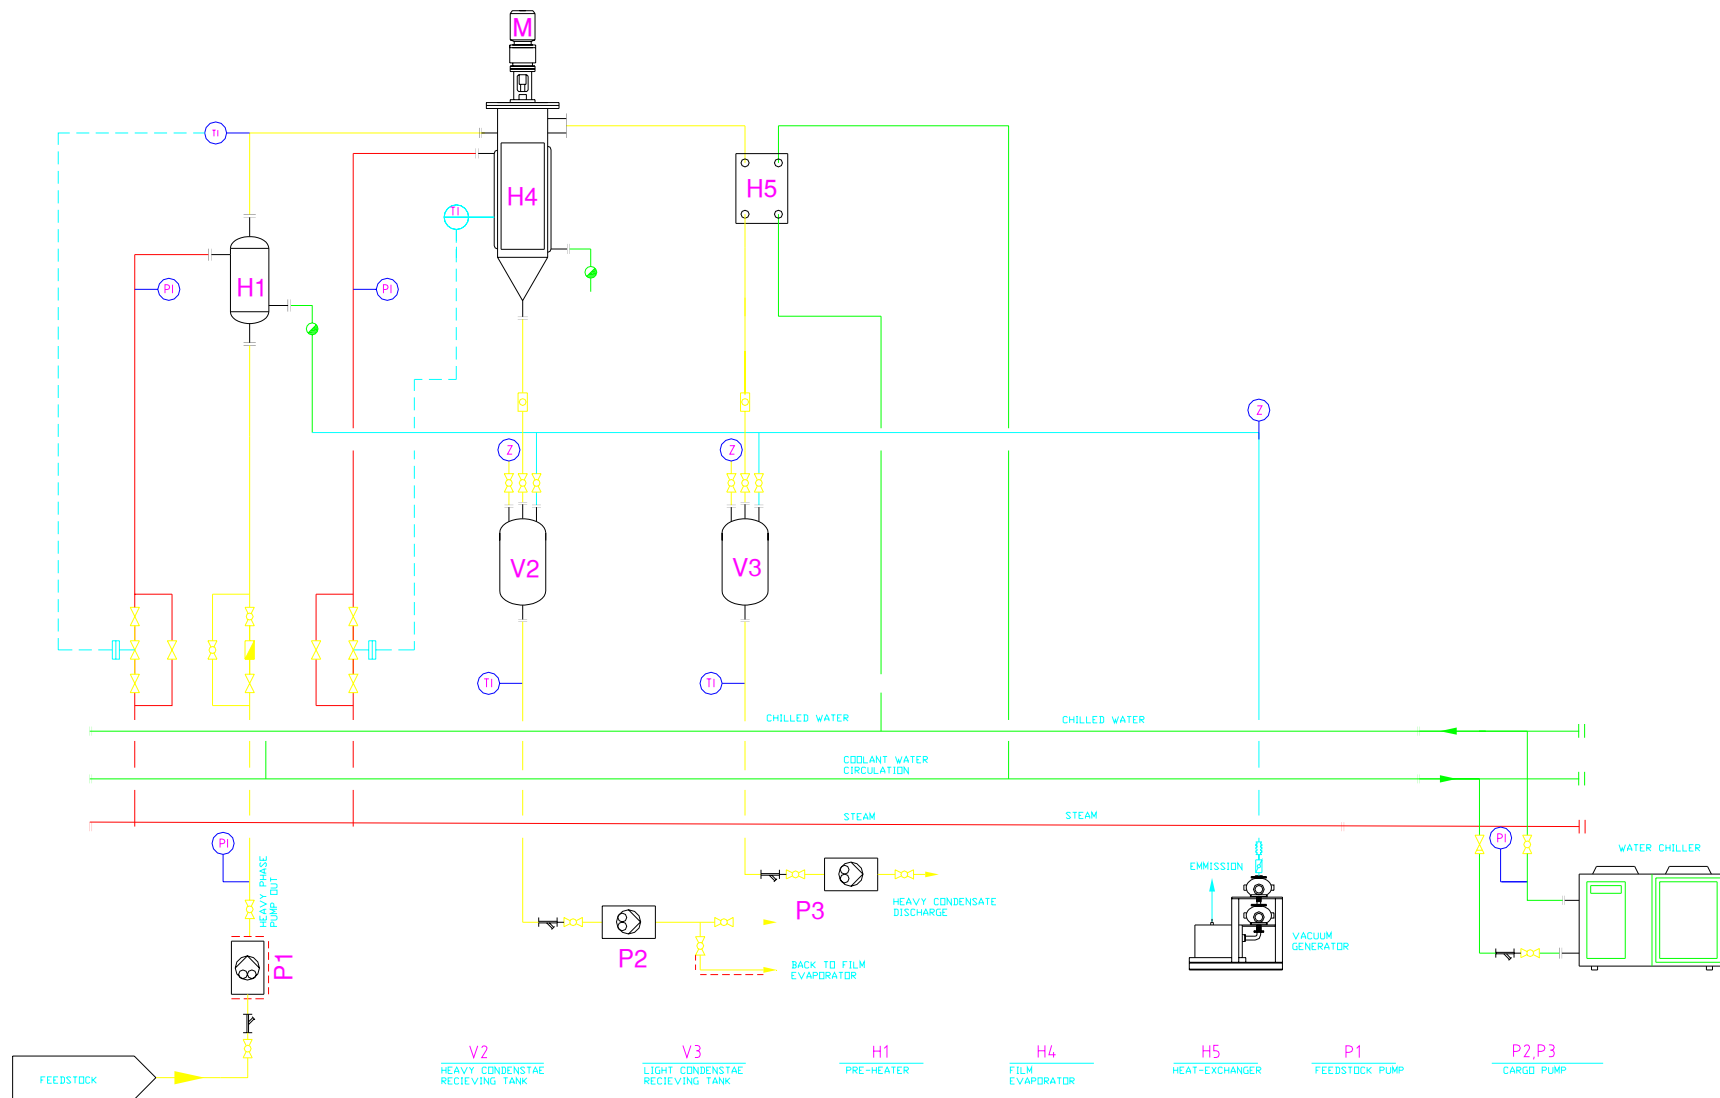 M
TI
H4
TI
H5
H1
PI
PI
Z
Z
Z
V2
V3
TI
TI
CHILLED WATER
CHILLED WATER
COOLANT WATER
CIRCULATION
STEAM
STEAM
PI
PI
WATER CHILLER
HEAVY PHASE
PUMP OUT
EMMISSION
P3
HEAVY CONDENSATE
DISCHARGE
VACUUM
GENERATOR
P2
P1
BACK TO FILM
EVAPORATOR
FEEDSTOCK
V2
HEAVY CONDENSTAE
RECIEVING TANK
V3
LIGHT CONDENSTAE
RECIEVING TANK
H1
PRE-HEATER
H4
FILM
EVAPORATOR
H5
HEAT-EXCHANGER
P1
FEEDSTOCK PUMP
P2,P3
CARGO PUMP